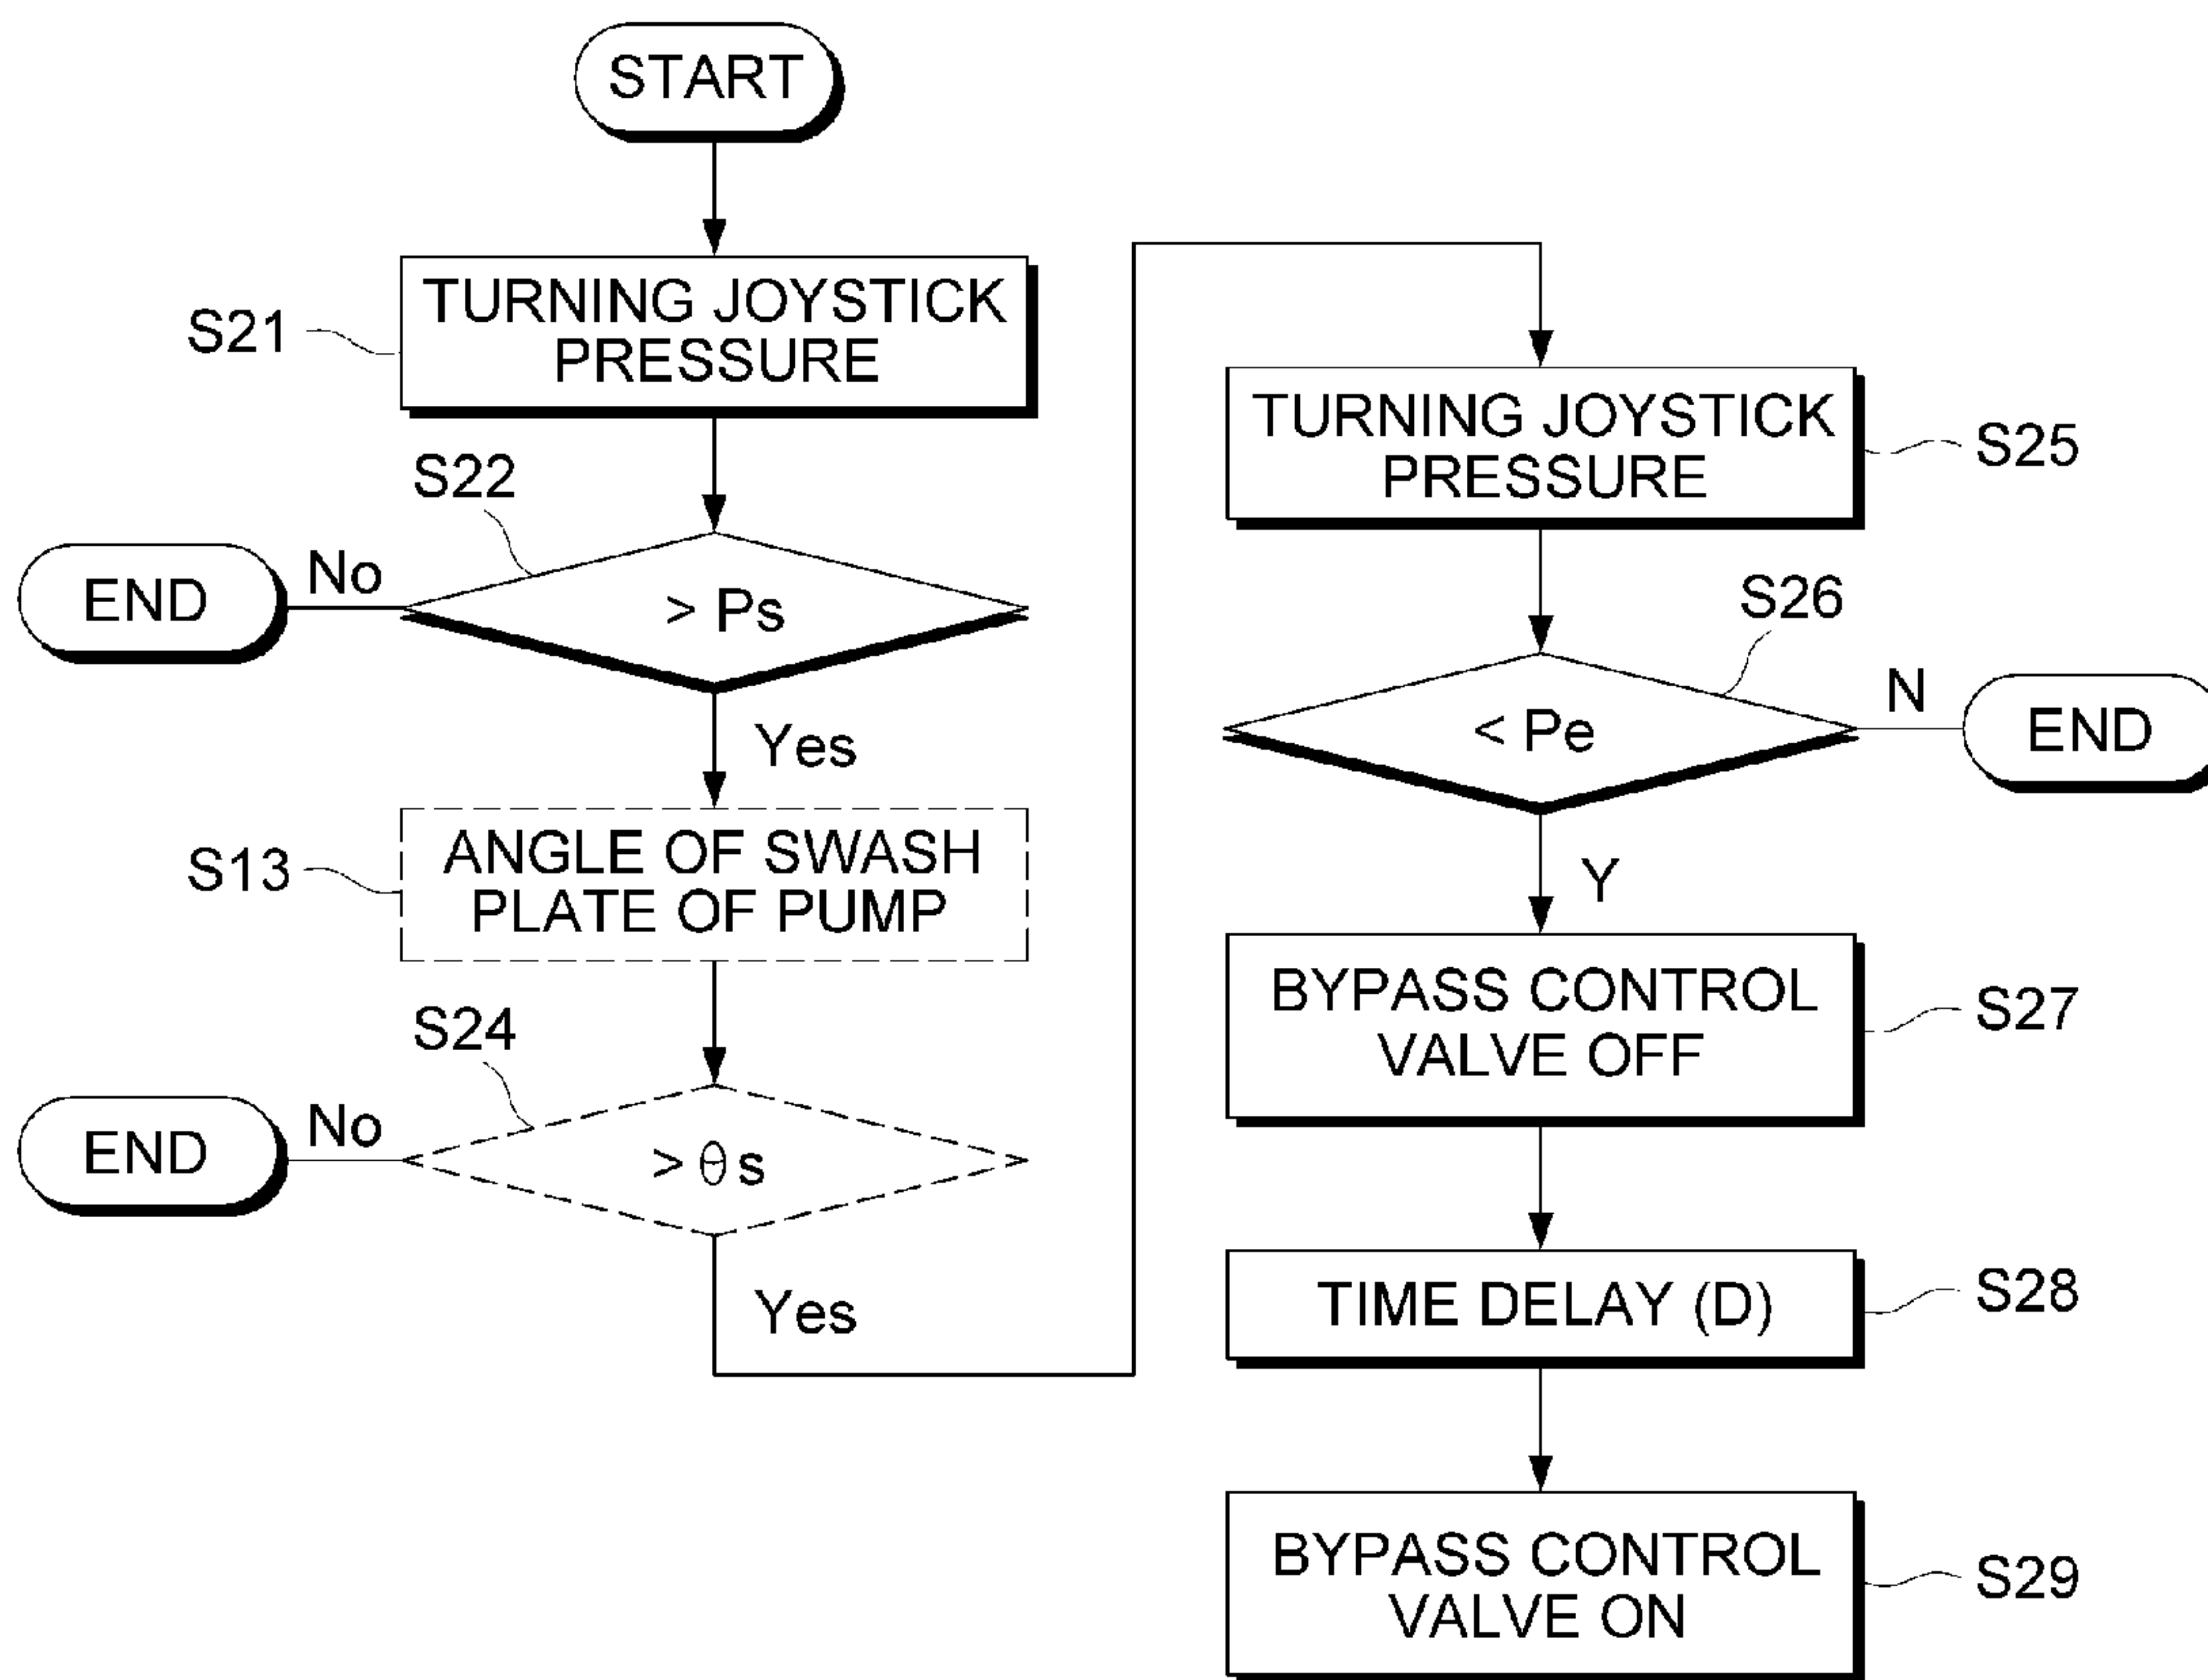 START
S21
TURNING JOYSTICK
PRESSURE
S22
> Ps
No
END
Yes
S13
ANGLE OF SWASH
PLATE OF PUMP
S24
> θs
No
END
Yes
TURNING JOYSTICK
PRESSURE
S25
S26
< Pe
N
END
Y
BYPASS CONTROL
VALVE OFF
S27
TIME DELAY (D)
S28
BYPASS CONTROL
VALVE ON
S29